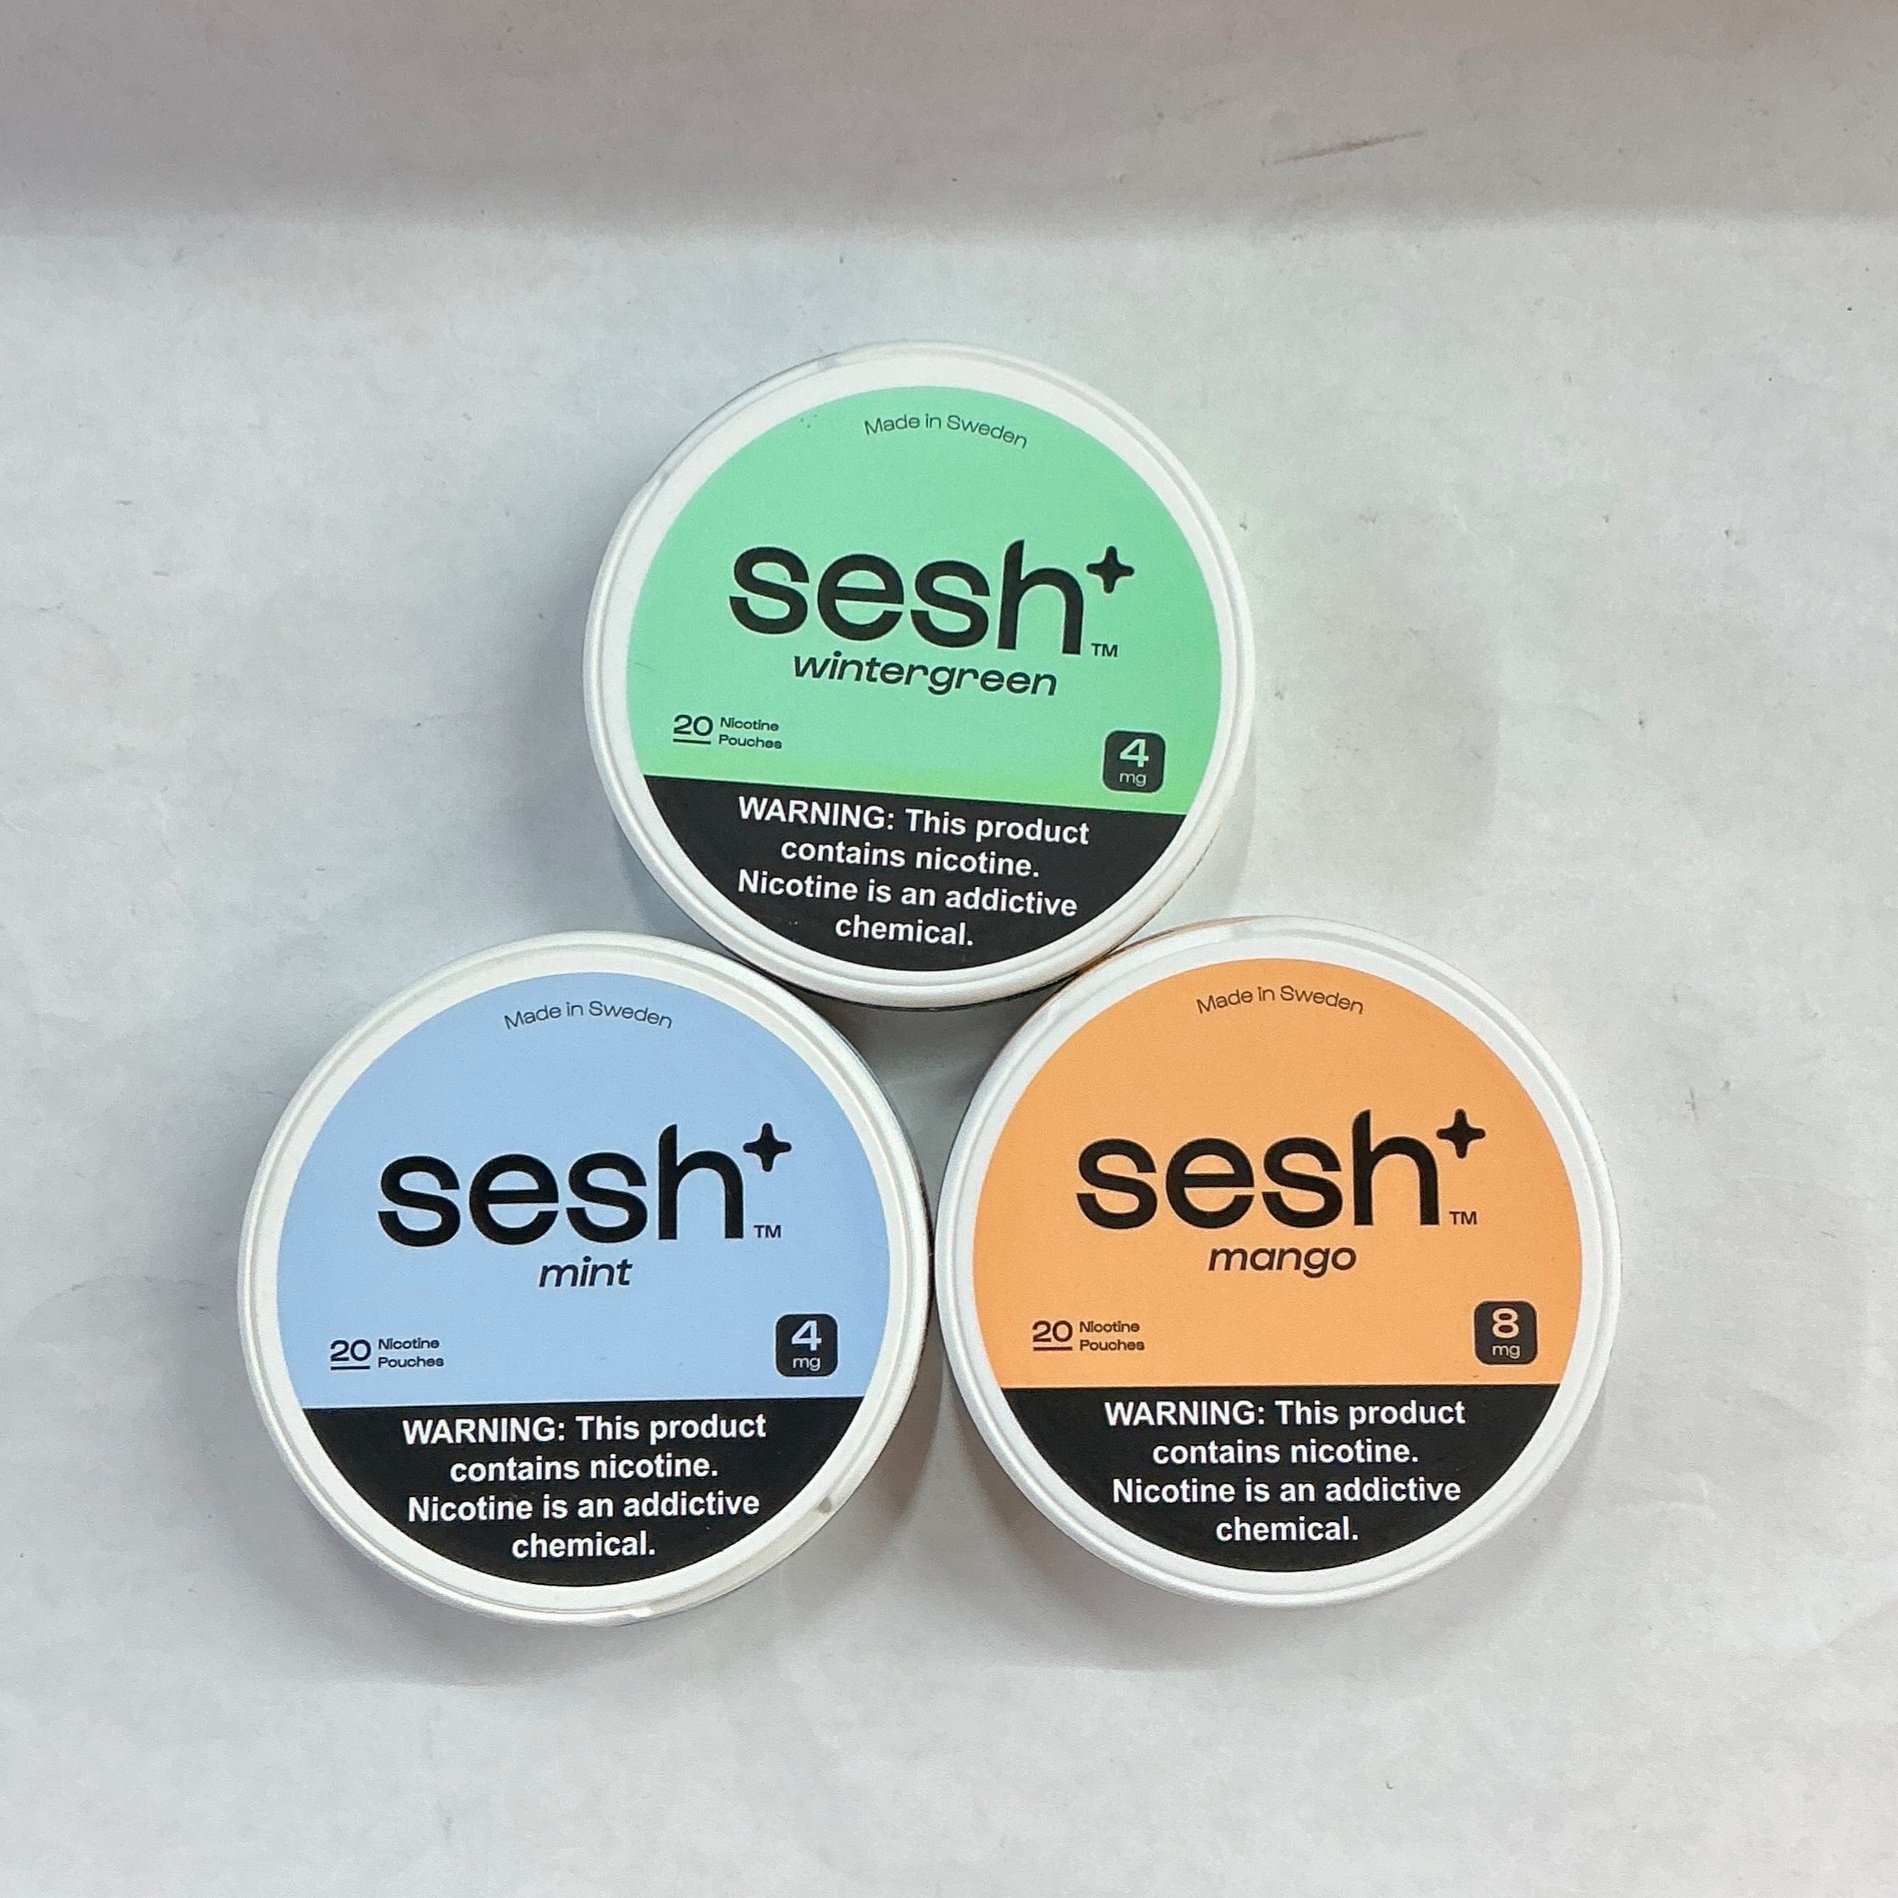 Made in Sweden
sesh+™
wintergreen
20 Nicotine
Pouches
4
mg
WARNING: This product
contains nicotine.
Nicotine is an addictive
chemical.
Made in Sweden
sesh+™
mint
20 Nicotine
Pouches
4
mg
WARNING: This product
contains nicotine.
Nicotine is an addictive
chemical.
Made in Sweden
sesh+™
mango
20 Nicotine
Pouches
8
mg
WARNING: This product
contains nicotine.
Nicotine is an addictive
chemical.